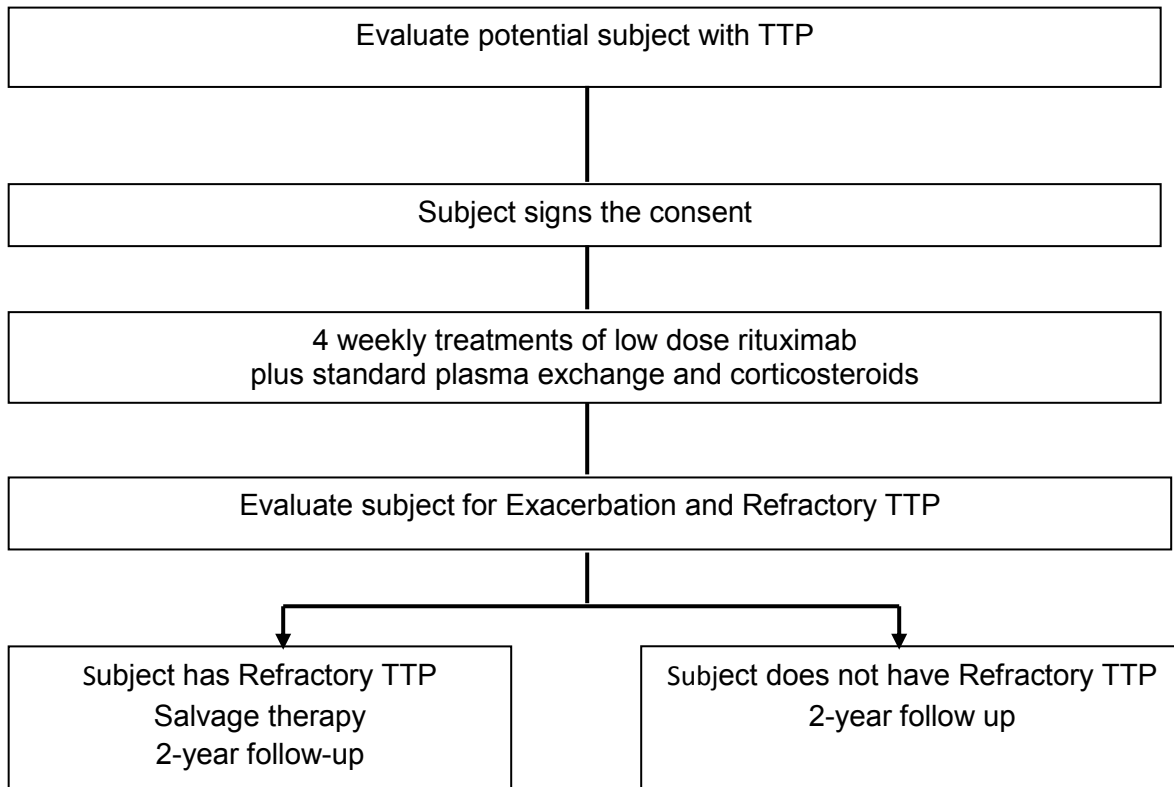 Evaluate potential subject with TTP
Subject signs the consent
4 weekly treatments of low dose rituximab
plus standard plasma exchange and corticosteroids
Evaluate subject for Exacerbation and Refractory TTP
Subject has Refractory TTP
Salvage therapy
2-year follow-up
Subject does not have Refractory TTP
2-year follow up